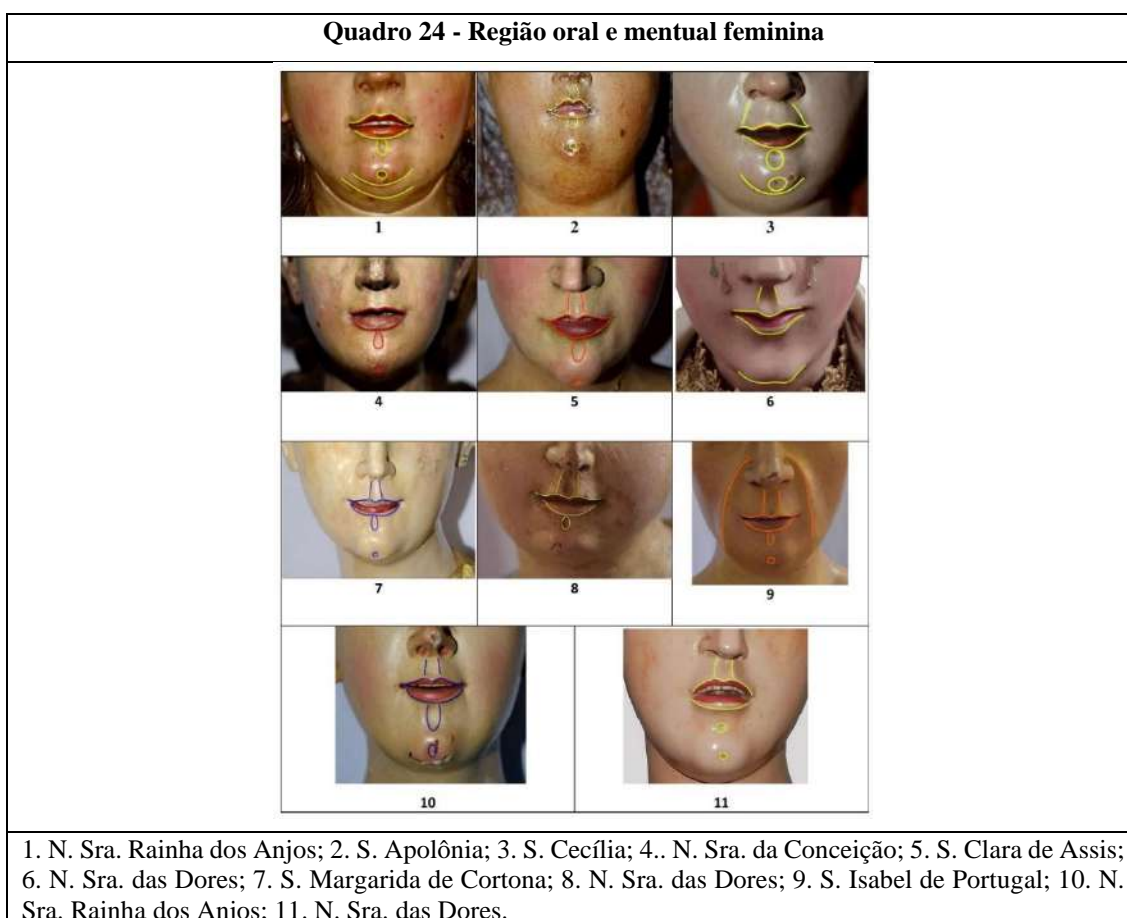 Quadro 24 - Região oral e mentual feminina
1 2 3
4 5 6
7 8 9
10 11
1. N. Sra. Rainha dos Anjos; 2. S. Apolônia; 3. S. Cecília; 4.. N. Sra. da Conceição; 5. S. Clara de Assis;
6. N. Sra. das Dores; 7. S. Margarida de Cortona; 8. N. Sra. das Dores; 9. S. Isabel de Portugal; 10. N.
Sra. Rainha dos Anjos; 11. N. Sra. das Dores.